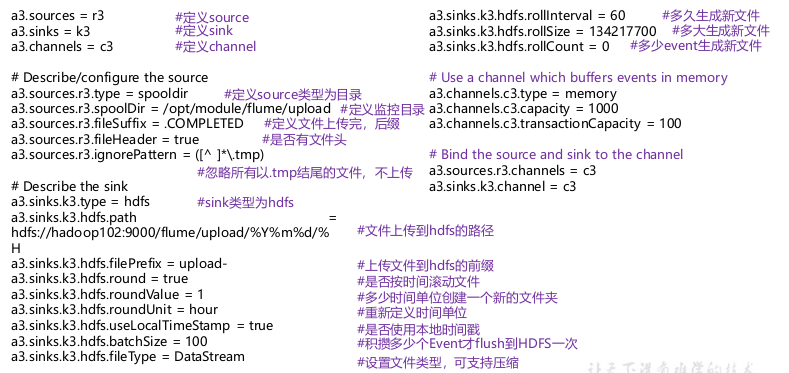 a3.sources = r3 #定义source
a3.sinks = k3 #定义sink
a3.channels = c3 #定义channel
# Describe/configure the source
a3.sources.r3.type = spooldir #定义source类型为目录
a3.sources.r3.spoolDir = /opt/module/flume/upload #定义监控目录
a3.sources.r3.fileSuffix = .COMPLETED #定义文件上传完，后缀
a3.sources.r3.fileHeader = true #是否有文件头
a3.sources.r3.ignorePattern = ([^ ]*\.tmp)
#忽略所有以.tmp结尾的文件，不上传
# Describe the sink
a3.sinks.k3.type = hdfs #sink类型为hdfs
a3.sinks.k3.hdfs.path =
hdfs://hadoop102:9000/flume/upload/%Y%m%d/% #文件上传到hdfs的路径
H
a3.sinks.k3.hdfs.filePrefix = upload- #上传文件到hdfs的前缀
a3.sinks.k3.hdfs.round = true #是否按时间滚动文件
a3.sinks.k3.hdfs.roundValue = 1 #多少时间单位创建一个新的文件夹
a3.sinks.k3.hdfs.roundUnit = hour #重新定义时间单位
a3.sinks.k3.hdfs.useLocalTimeStamp = true #是否使用本地时间戳
a3.sinks.k3.hdfs.batchSize = 100 #积攒多少个Event才flush到HDFS一次
a3.sinks.k3.hdfs.fileType = DataStream #设置文件类型，可支持压缩
a3.sinks.k3.hdfs.rollInterval = 60 #多久生成新文件
a3.sinks.k3.hdfs.rollSize = 134217700 #多大生成新文件
a3.sinks.k3.hdfs.rollCount = 0 #多少event生成新文件
# Use a channel which buffers events in memory
a3.channels.c3.type = memory
a3.channels.c3.capacity = 1000
a3.channels.c3.transactionCapacity = 100
# Bind the source and sink to the channel
a3.sources.r3.channels = c3
a3.sinks.k3.channel = c3